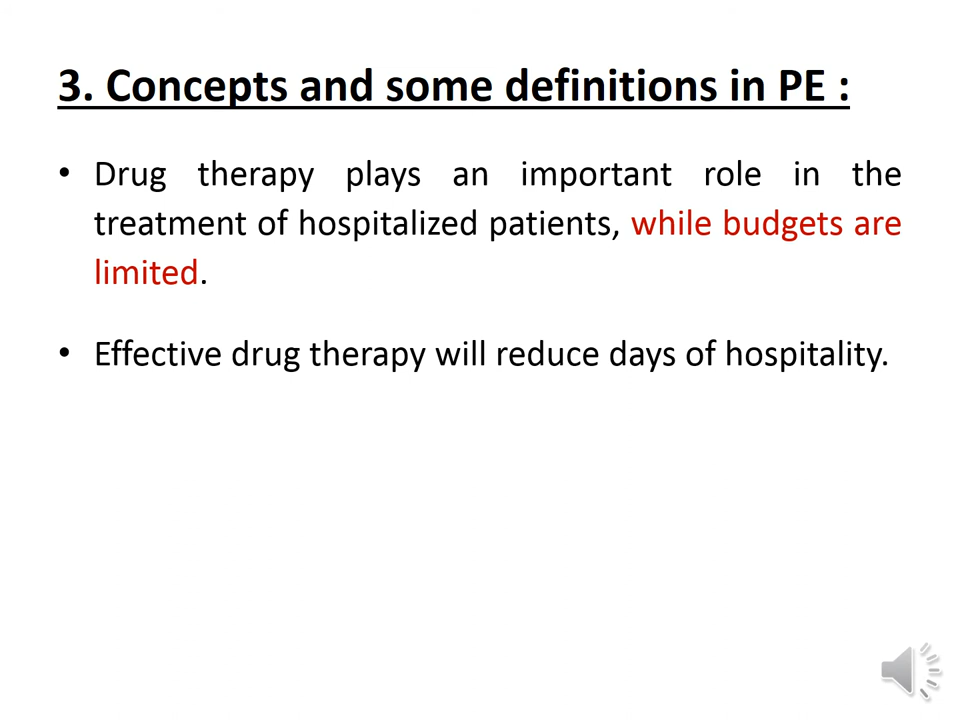 3. Concepts and some definitions in PE :
• Drug therapy plays an important role in the
treatment of hospitalized patients, while budgets are
limited.
• Effective drug therapy will reduce days of hospitality.